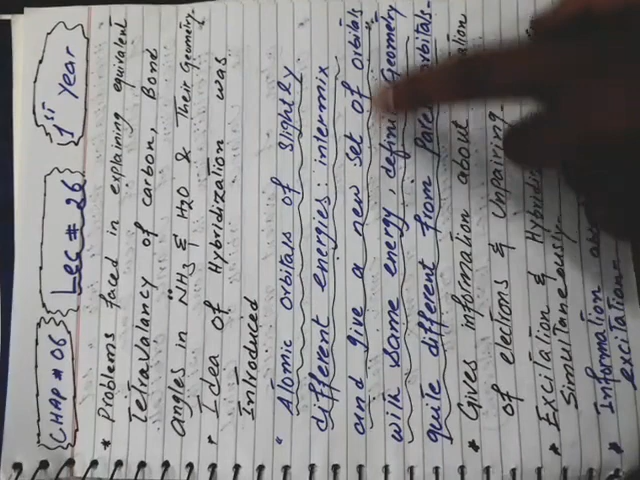 CHAP # 06 Lec # 26 1st year
* Problems faced in explaining equivalent
Tetravalancy of carbon, Bond
angles in NH3 & H2O & Their Geometry.
* Idea of Hybridization was
Introduced
" Atomic orbitals of slightly
different energies: intermix
and give a new set of orbitals
with same energy, Geometry
quite different from
* Gives information about
of electrons & Unpairing.
* Excitation &
Simultaneously.
* Information
excitation.